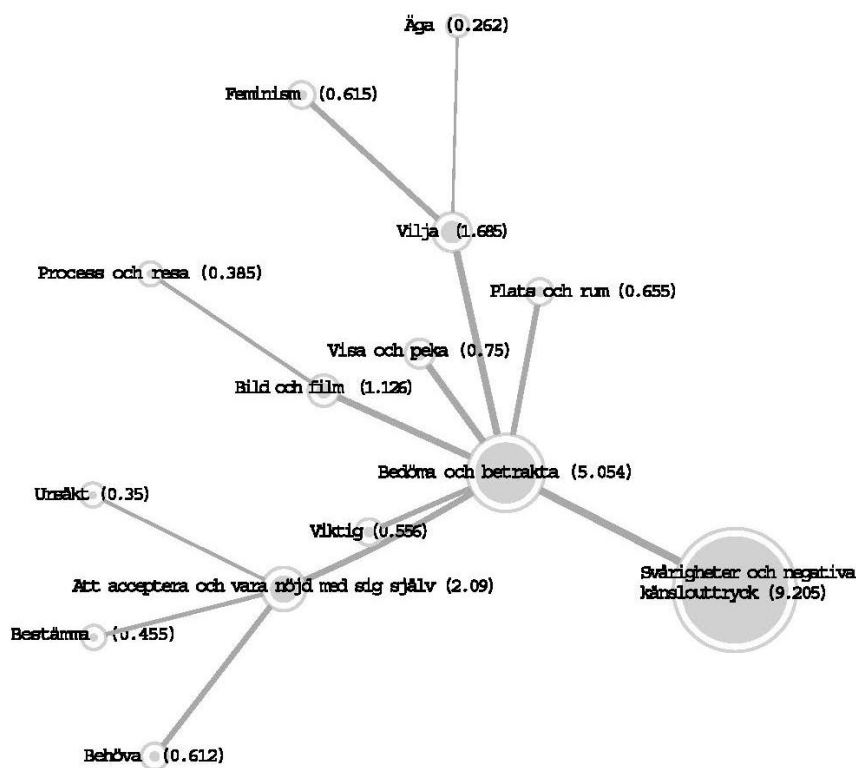 Äga (0.262)
Feminism (0.615)
Vilja (1.685)
Process och resa (0.385)
Plats och rum (0.655)
Visa och peka (0.75)
Bild och film (1.126)
Bedöma och betrakta (5.054)
Ursäkt (0.35)
Viktig (0.556)
Svårigheter och negativa
känslouttryck (9.205)
Att acceptera och vara nöjd med sig själv (2.09)
Bestämma (0.455)
Behöva (0.612)